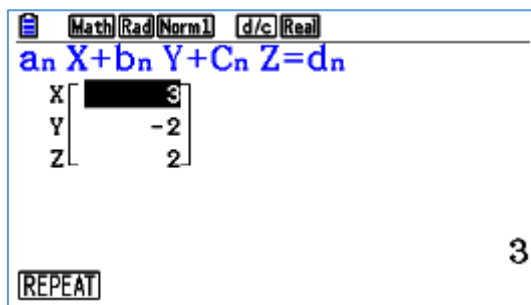 Math Rad Norm1 d/c Real
an X+bn Y+Cn Z=dn
X 3
Y -2
Z 2
3
REPEAT